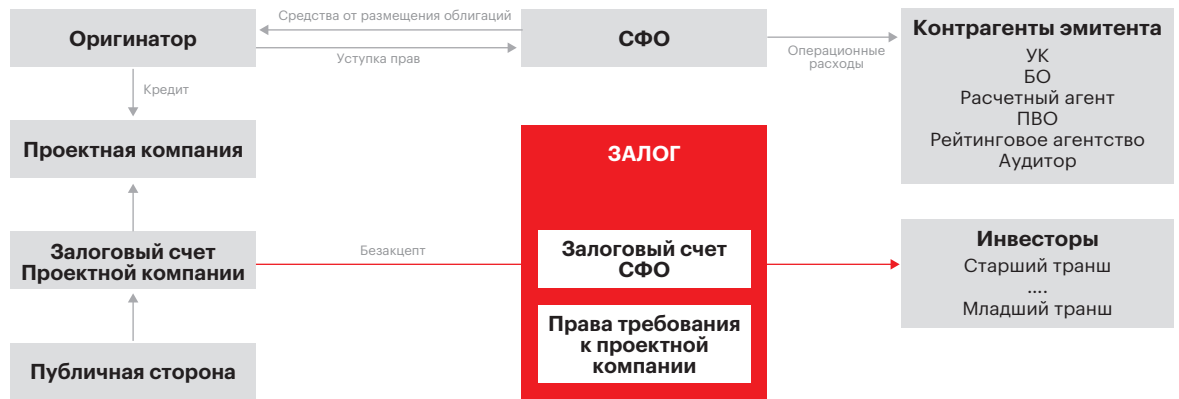 Оригинатор
Средства от размещения облигаций
Уступка прав
СФО
Операционные
расходы
Контрагенты эмитента
УК
БО
Расчетный агент
ПВО
Рейтинговое агентство
Аудитор
Кредит
Проектная компания
ЗАЛОГ
Залоговый счет
Проектной компании
Безакцепт
Залоговый счет
СФО
Инвесторы
Старший транш
....
Младший транш
Права требования
к проектной
компании
Публичная сторона